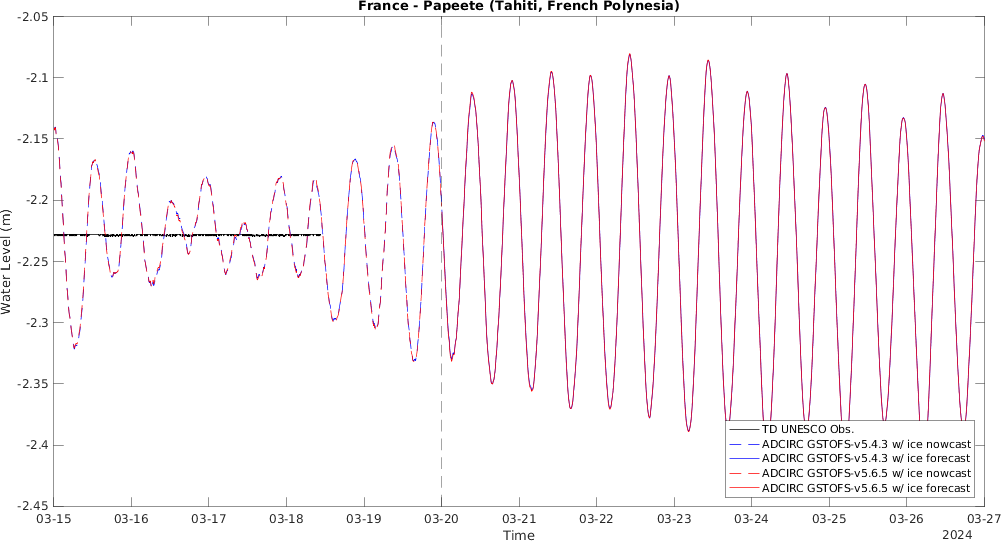 France - Papeete (Tahiti, French Polynesia)
Water Level (m)
-2.05
-2.1
-2.15
-2.2
-2.25
-2.3
-2.35
-2.4
-2.45
TD UNESCO Obs.
ADCIRC GSTOFS-v5.4.3 w/ ice nowcast
ADCIRC GSTOFS-v5.4.3 w/ ice forecast
ADCIRC GSTOFS-v5.6.5 w/ ice nowcast
ADCIRC GSTOFS-v5.6.5 w/ ice forecast
03-15 03-16 03-17 03-18 03-19 03-20 03-21 03-22 03-23 03-24 03-25 03-26 03-27
Time
2024